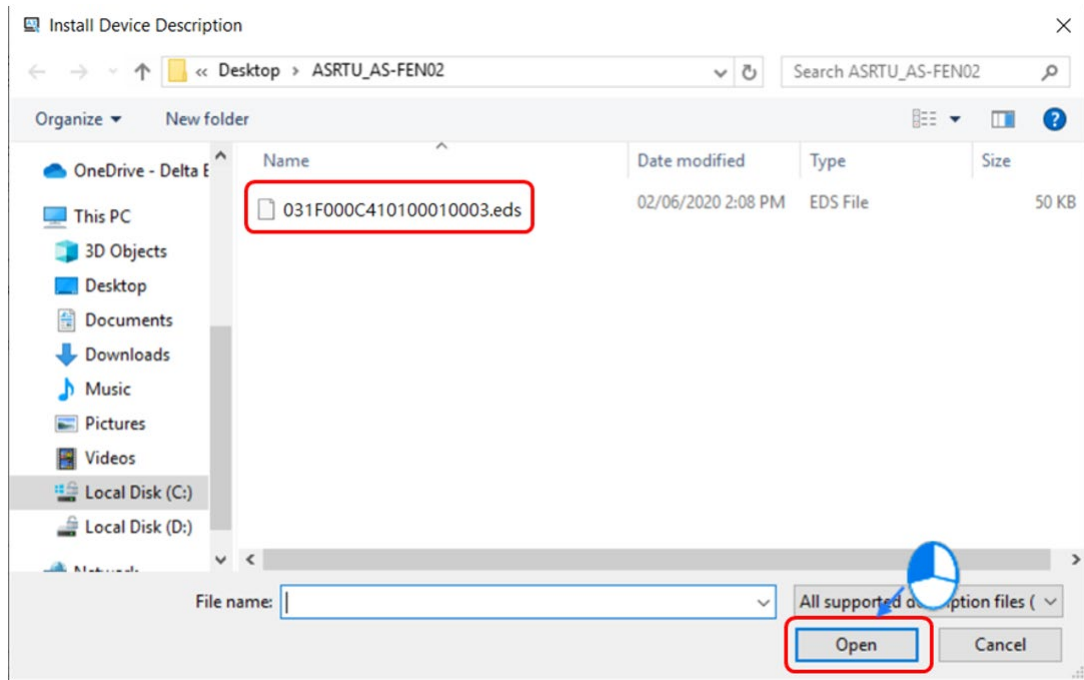 Install Device Description
« Desktop > ASRTU_AS-FEN02
Search ASRTU_AS-FEN02
Organize
New folder
Name
Date modified
Type
Size
031F000C410100010003.eds
02/06/2020 2:08 PM
EDS File
50 KB
OneDrive - Delta E
This PC
3D Objects
Desktop
Documents
Downloads
Music
Pictures
Videos
Local Disk (C:)
Local Disk (D:)
Network
File name:
All supported description files (
Open
Cancel